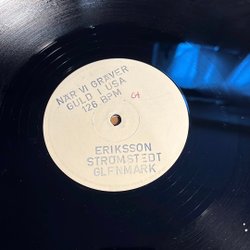 NÄR VI GRÄVER
GULD I USA
126 BPM
ERIKSSON
STRÖMSTEDT
GLENMARK